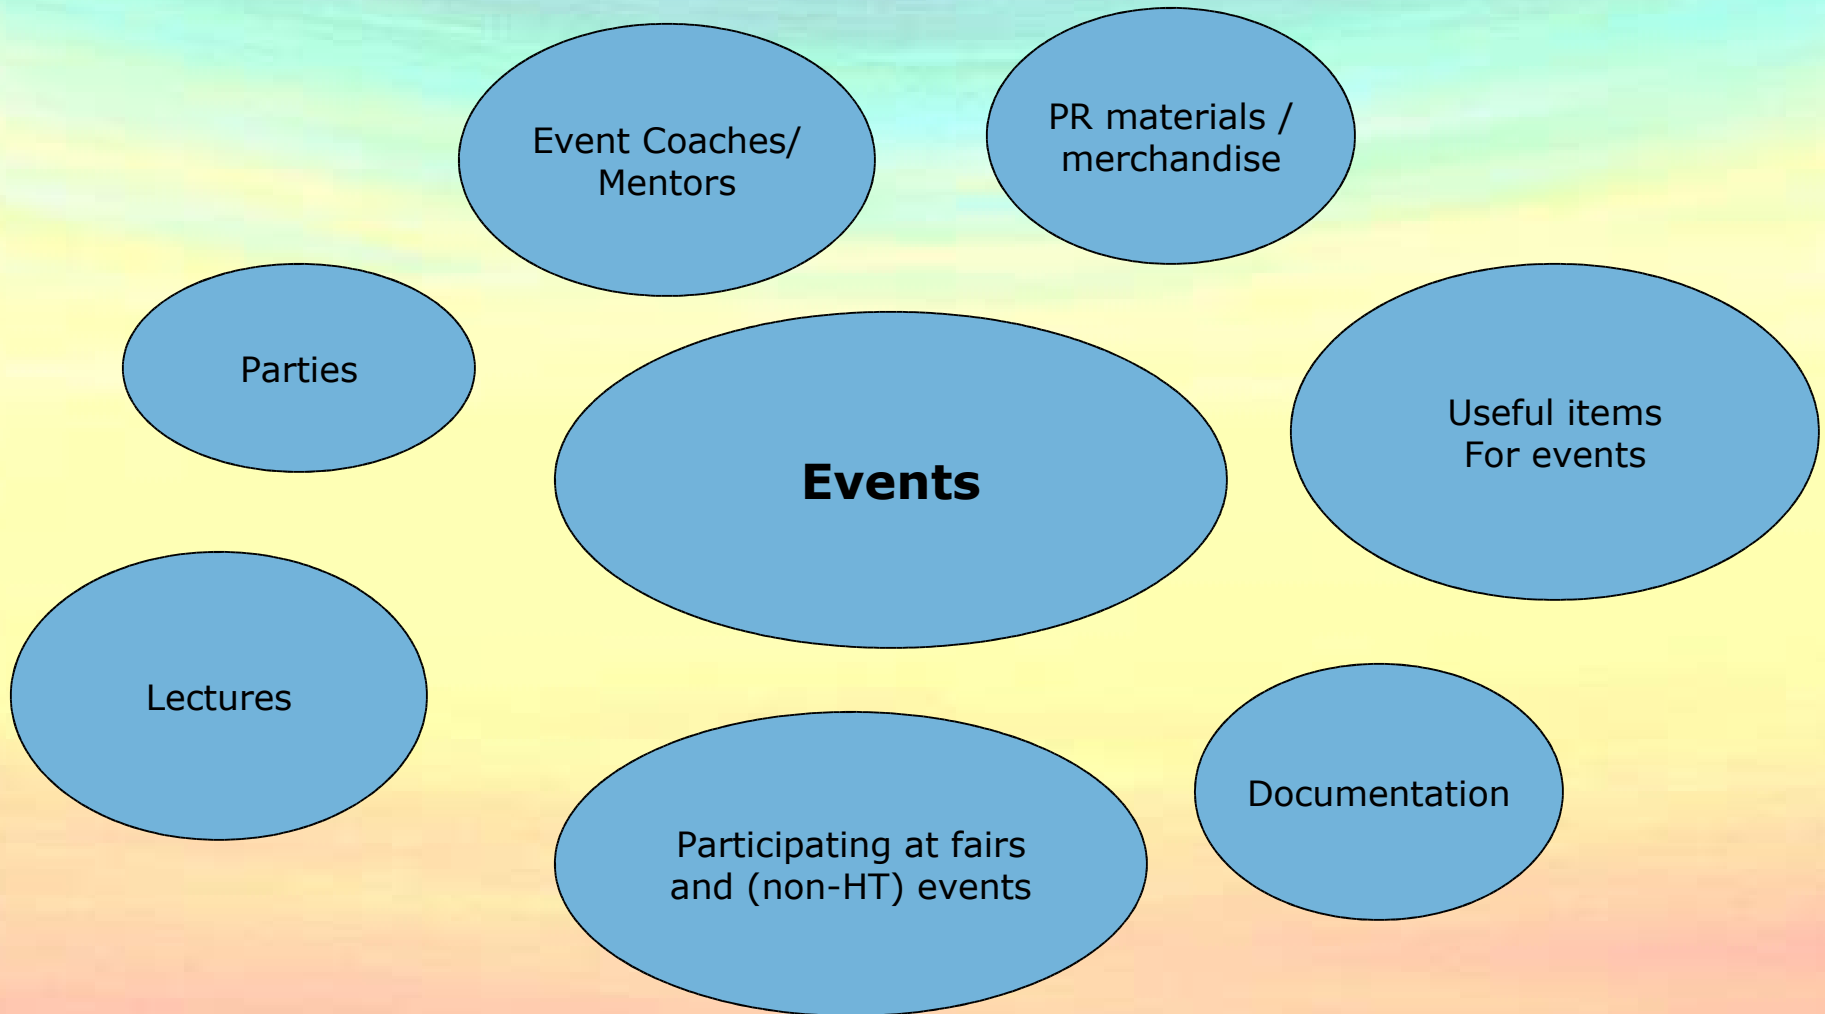 Event Coaches/
Mentors
PR materials /
merchandise
Parties
Useful items
For events
Events
Lectures
Documentation
Participating at fairs
and (non-HT) events